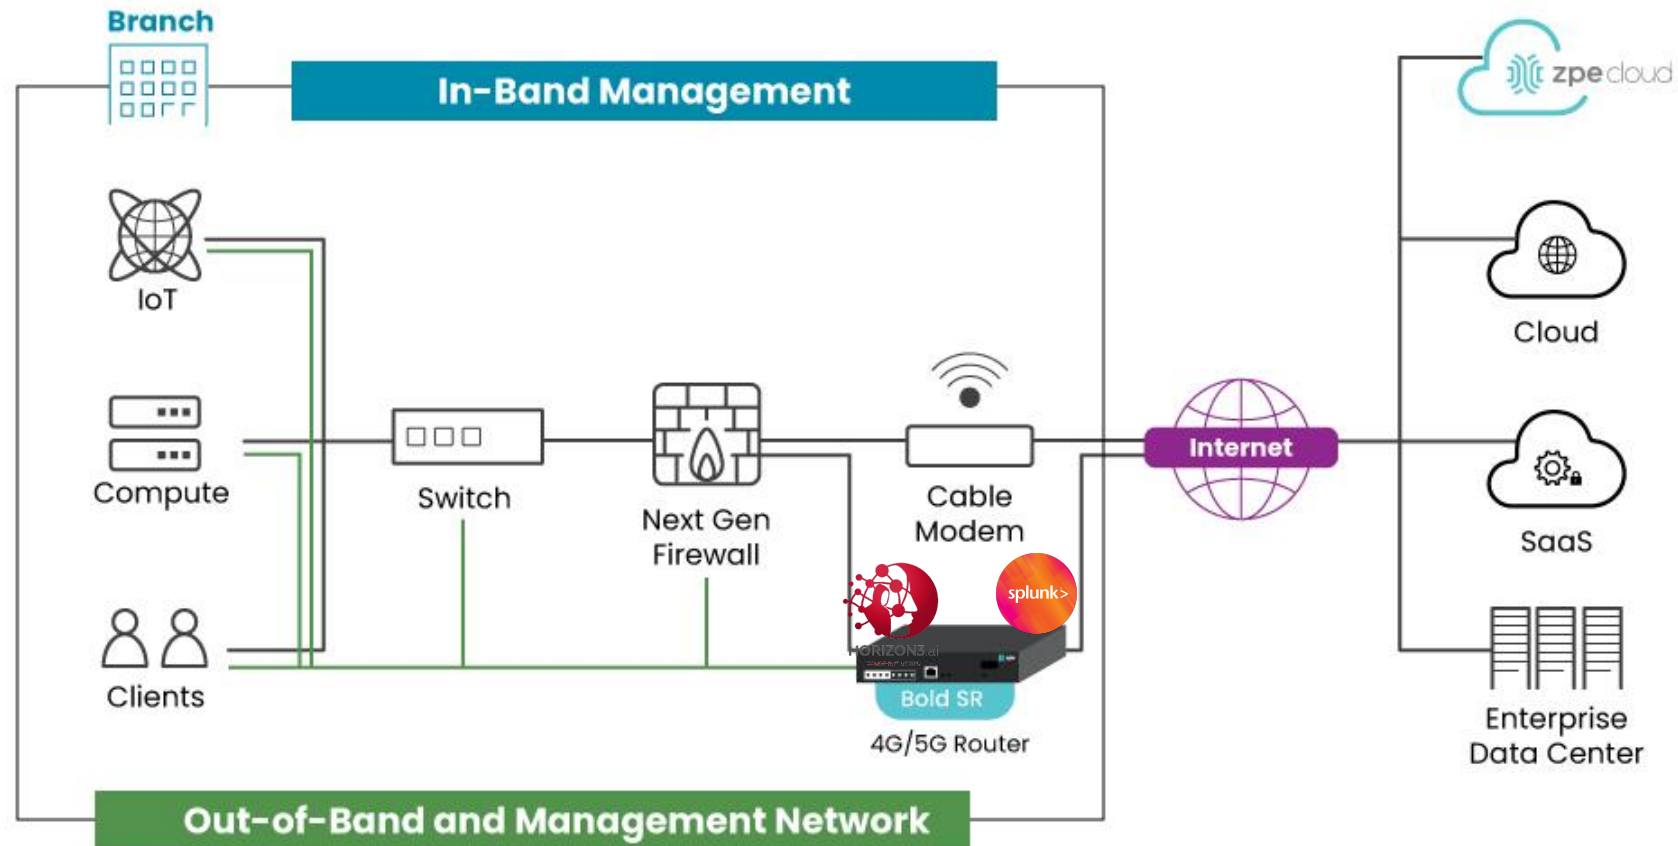 Branch
In-Band Management
zpe cloud
IoT
Cloud
Compute
Switch
Next Gen
Firewall
Cable
Modem
Internet
SaaS
splunk>
HORIZON3.ai
Clients
Bold SR
4G/5G Router
Enterprise
Data Center
Out-of-Band and Management Network